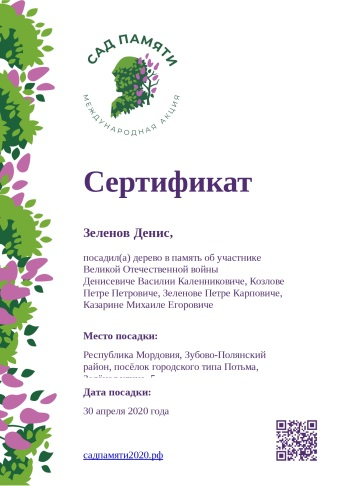 САД ПАМЯТИ
МЕЖДУНАРОДНАЯ АКЦИЯ
Сертификат
Зеленов Денис,
посадил(а) дерево в память об участнике
Великой Отечественной войны
Денисевиче Василии Каленниковиче, Козлове
Петре Петровиче, Зеленове Петре Карповиче,
Казарине Михаиле Егоровиче
Место посадки:
Республика Мордовия, Зубово-Полянский
район, посёлок городского типа Потьма,
Дата посадки:
30 апреля 2020 года
садпамяти2020.рф